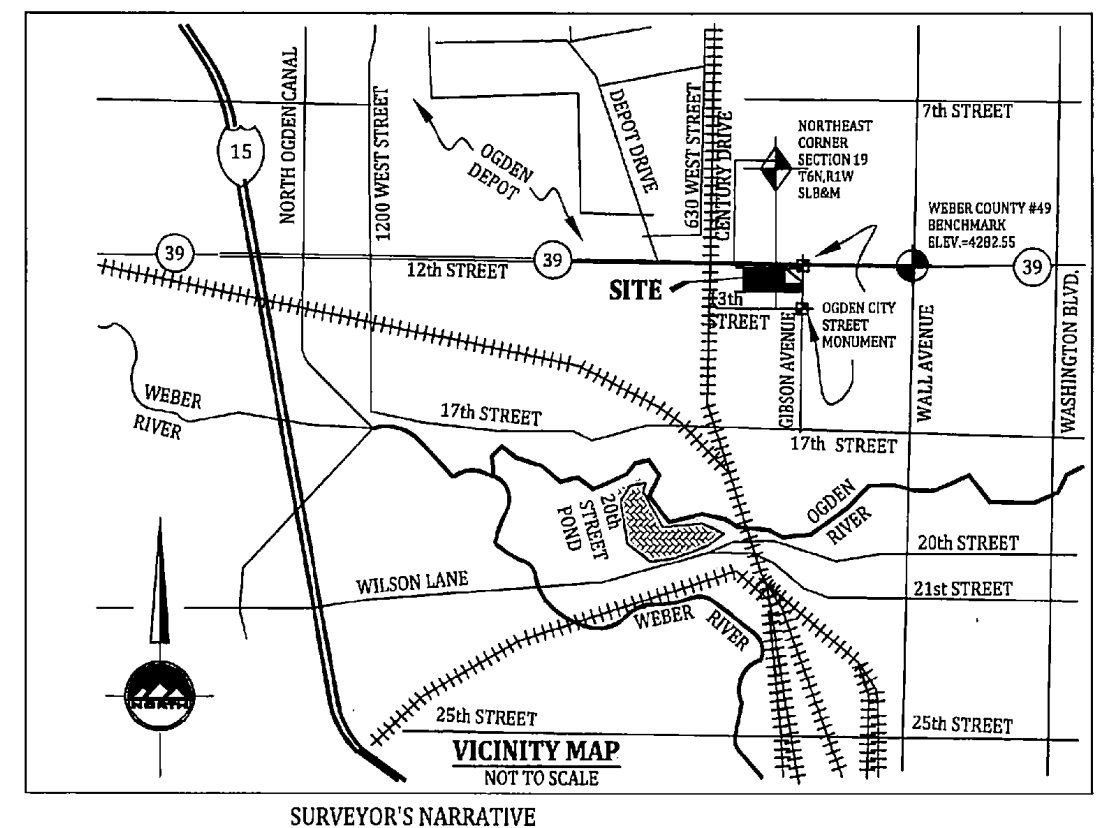 NORTH OGDEN CANAL
1200 WEST STREET
DEPOT DRIVE
630 WEST STREET
CENTURY DRIVE
7th STREET
15
OGDEN
DEPOT
NORTHEAST
CORNER
SECTION 19
T6N,R1W
SLB&M
WEBER COUNTY #49
BENCHMARK
ELEV.=4282.55
39
12th STREET
39
39
SITE
13th
STREET
GIBSON AVENUE
OGDEN CITY
STREET
MONUMENT
WALL AVENUE
WASHINGTON BLVD.
WEBER
RIVER
17th STREET
17th STREET
20th
STREET
POND
OGDEN
RIVER
20th STREET
WILSON LANE
21st STREET
WEBER
RIVER
NORTH
25th STREET
25th STREET
VICINITY MAP
NOT TO SCALE
SURVEYOR'S NARRATIVE